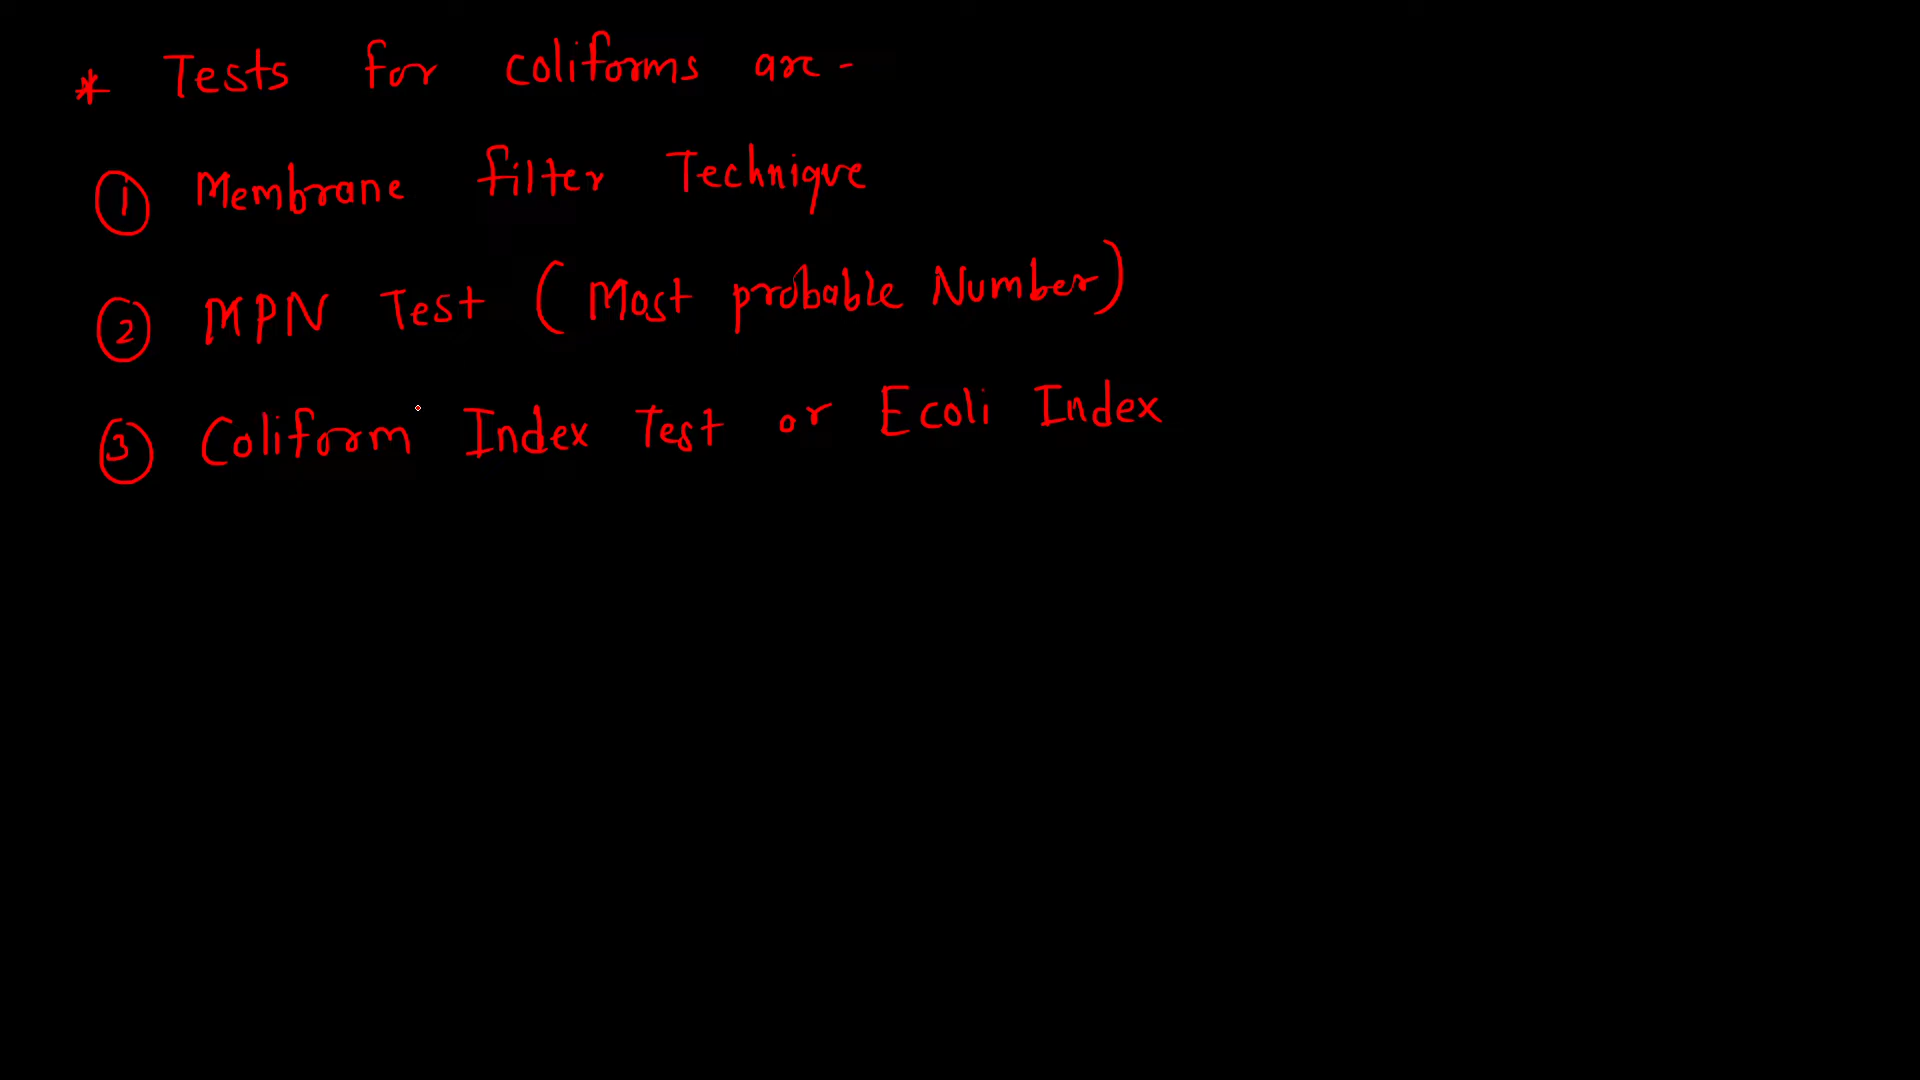 * Tests for coliforms are -
① Membrane filter Technique
② MPN Test (Most probable Number)
③ Coliform Index Test or Ecoli Index